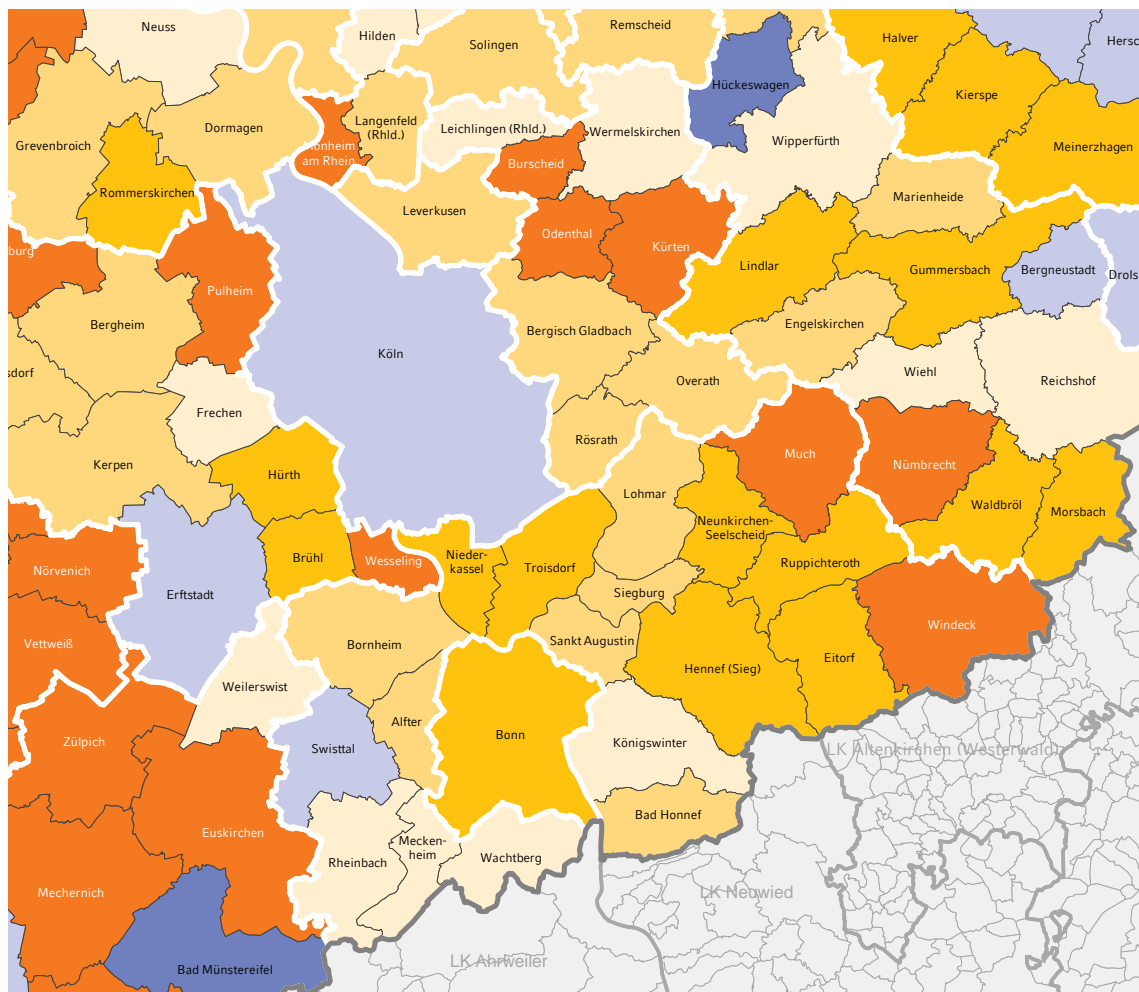 Neuss
Hilden
Solingen
Remscheid
Halver
Hersc
Hückeswagen
Kierspe
Dormagen
Langenfeld
(Rhld.)
Leichlingen (Rhld.)
Wermelskirchen
Wipperfürth
Grevenbroich
onheim
am Rhein
Burscheid
Meinerzhagen
Rommerskirchen
Marienheide
Leverkusen
Odenthal
Kürten
burg
Lindlar
Gummersbach
Bergneustadt
Drols
Pulheim
Bergheim
Bergisch Gladbach
Engelskirchen
Köln
sdorf
Overath
Wiehl
Reichshof
Frechen
Rösrath
Kerpen
Hürth
Much
Nümbrecht
Lohmar
Waldbröl
Morsbach
Neunkirchen-
Seelscheid
Nörvenich
Brühl
Wesseling
Nieder-
kassel
Troisdorf
Ruppichteroth
Erftstadt
Siegburg
Vettweiß
Bornheim
Sankt Augustin
Windeck
Hennef (Sieg)
Eitorf
Weilerswist
Alfter
Zülpich
Swisttal
Bonn
Königswinter
LK Altenkirchen (Westerwald)
Bad Honnef
Euskirchen
Mecken-
heim
Rheinbach
Wachtberg
Mechernich
LK Neuwied
LK Ahrweiler
Bad Münstereifel